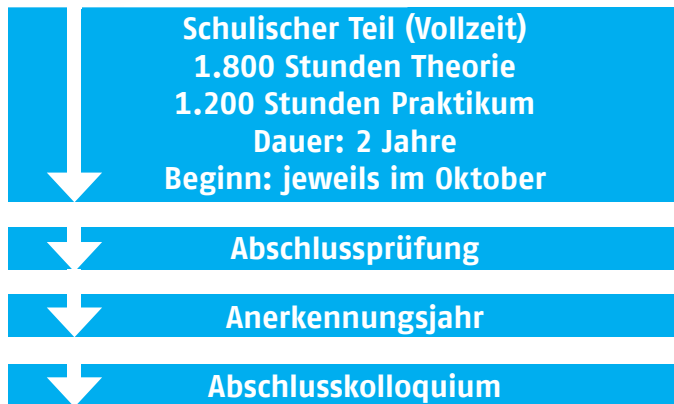 Schulischer Teil (Vollzeit)
1.800 Stunden Theorie
1.200 Stunden Praktikum
Dauer: 2 Jahre
Beginn: jeweils im Oktober
Abschlussprüfung
Anerkennungsjahr
Abschlusskolloquium